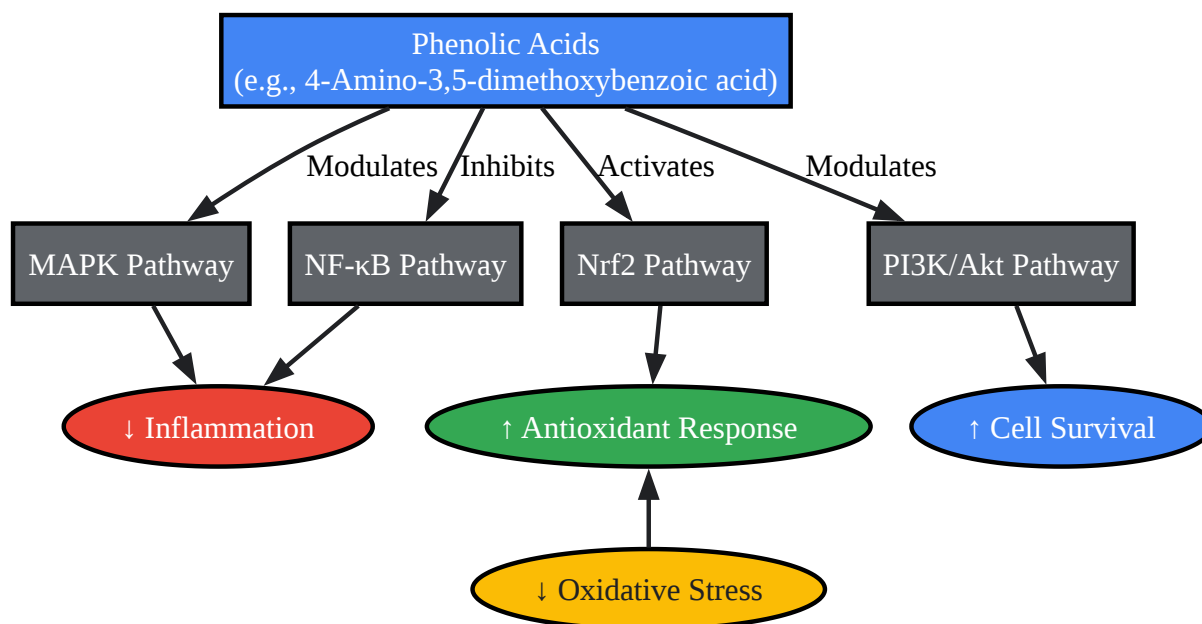 Phenolic Acids
(e.g., 4-Amino-3,5-dimethoxybenzoic acid)
Modulates
Inhibits
Activates
Modulates
MAPK Pathway
NF-κB Pathway
Nrf2 Pathway
PI3K/Akt Pathway
↓ Inflammation
↑ Antioxidant Response
↑ Cell Survival
↓ Oxidative Stress